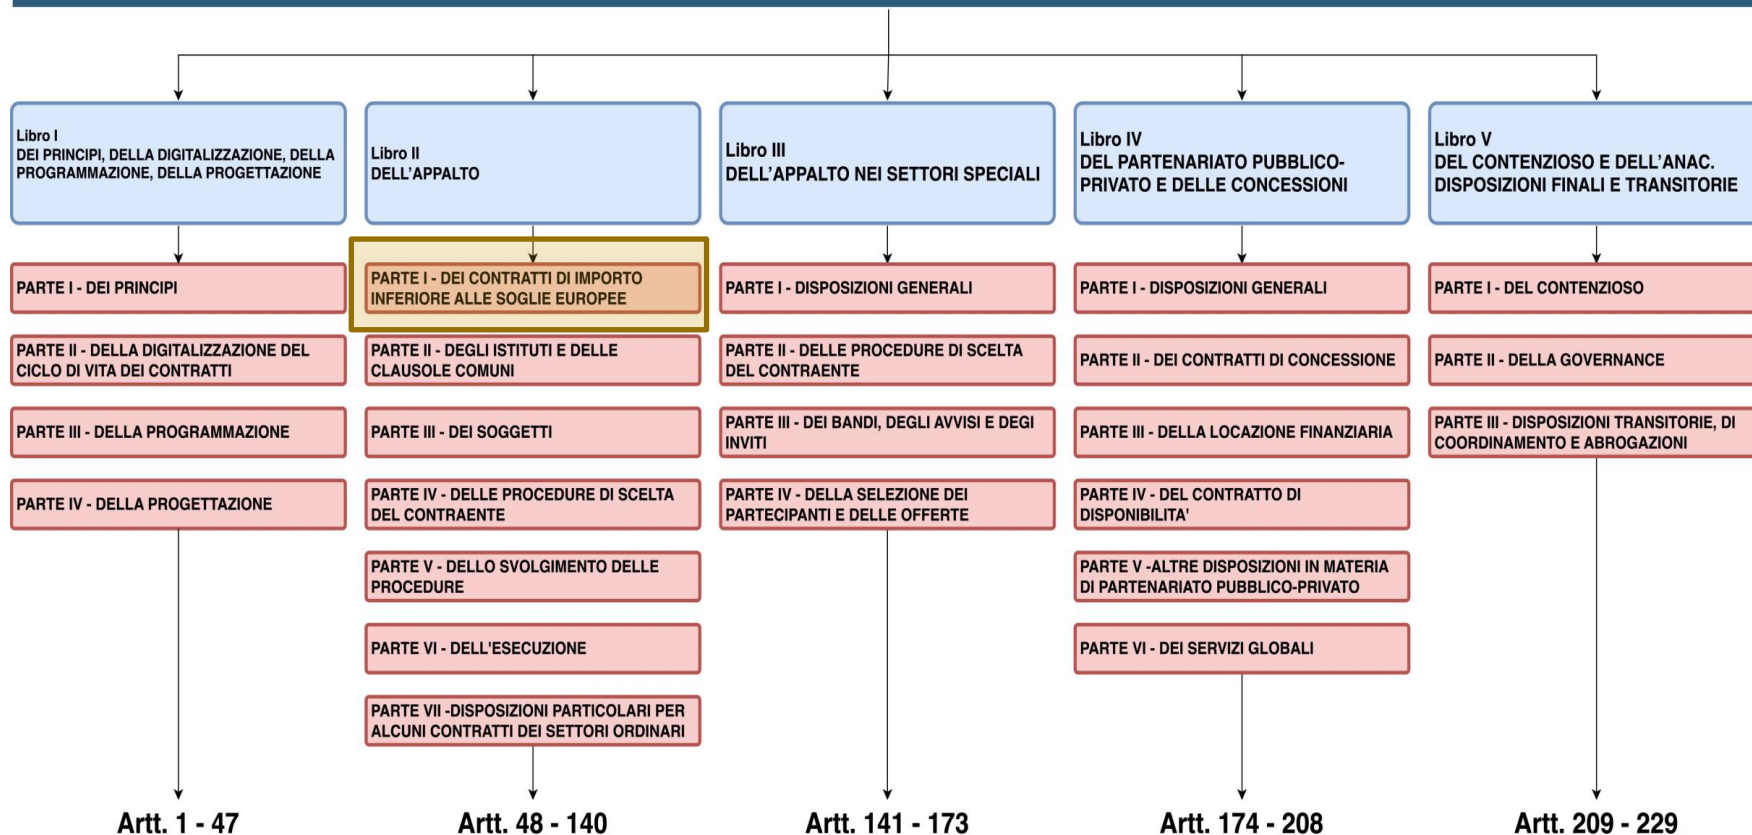 Libro I
DEI PRINCIPI, DELLA DIGITALIZZAZIONE, DELLA
PROGRAMMAZIONE, DELLA PROGETTAZIONE
PARTE I - DEI PRINCIPI
PARTE II - DELLA DIGITALIZZAZIONE DEL
CICLO DI VITA DEI CONTRATTI
PARTE III - DELLA PROGRAMMAZIONE
PARTE IV - DELLA PROGETTAZIONE
Artt. 1 - 47
Libro II
DELL'APPALTO
PARTE I - DEI CONTRATTI DI IMPORTO
INFERIORE ALLE SOGLIE EUROPEE
PARTE II - DEGLI ISTITUTI E DELLE
CLAUSOLE COMUNI
PARTE III - DEI SOGGETTI
PARTE IV - DELLE PROCEDURE DI SCELTA
DEL CONTRAENTE
PARTE V - DELLO SVOLGIMENTO DELLE
PROCEDURE
PARTE VI - DELL'ESECUZIONE
PARTE VII -DISPOSIZIONI PARTICOLARI PER
ALCUNI CONTRATTI DEI SETTORI ORDINARI
Artt. 48 - 140
Libro III
DELL'APPALTO NEI SETTORI SPECIALI
PARTE I - DISPOSIZIONI GENERALI
PARTE II - DELLE PROCEDURE DI SCELTA
DEL CONTRAENTE
PARTE III - DEI BANDI, DEGLI AVVISI E DEGI
INVITI
PARTE IV - DELLA SELEZIONE DEI
PARTECIPANTI E DELLE OFFERTE
Artt. 141 - 173
Libro IV
DEL PARTENARIATO PUBBLICO-
PRIVATO E DELLE CONCESSIONI
PARTE I - DISPOSIZIONI GENERALI
PARTE II - DEI CONTRATTI DI CONCESSIONE
PARTE III - DELLA LOCAZIONE FINANZIARIA
PARTE IV - DEL CONTRATTO DI
DISPONIBILITA'
PARTE V -ALTRE DISPOSIZIONI IN MATERIA
DI PARTENARIATO PUBBLICO-PRIVATO
PARTE VI - DEI SERVIZI GLOBALI
Artt. 174 - 208
Libro V
DEL CONTENZIOSO E DELL'ANAC.
DISPOSIZIONI FINALI E TRANSITORIE
PARTE I - DEL CONTENZIOSO
PARTE II - DELLA GOVERNANCE
PARTE III - DISPOSIZIONI TRANSITORIE, DI
COORDINAMENTO E ABROGAZIONI
Artt. 209 - 229